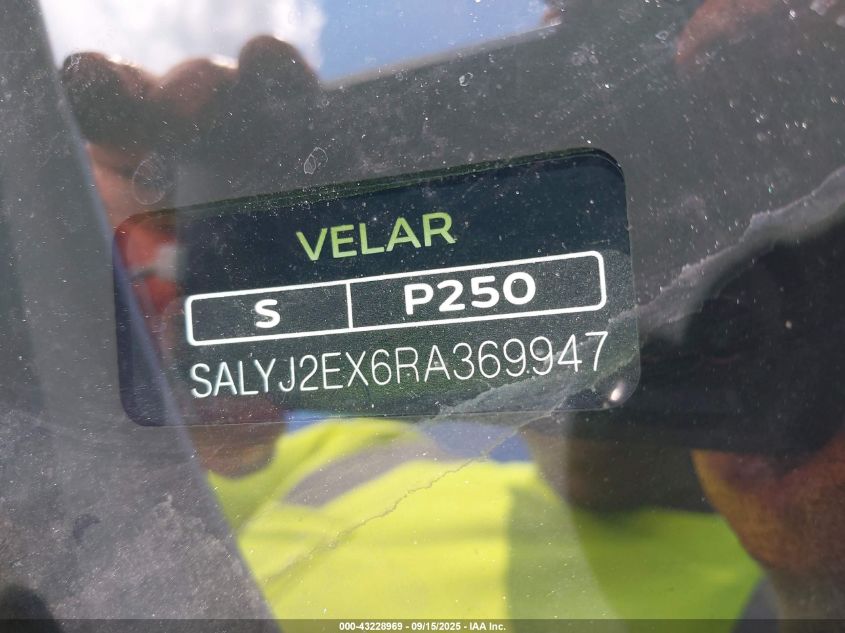 VELAR
S P250
SALYJ2EX6RA369947
000-43228969 - 09/15/2025 - IAA Inc.